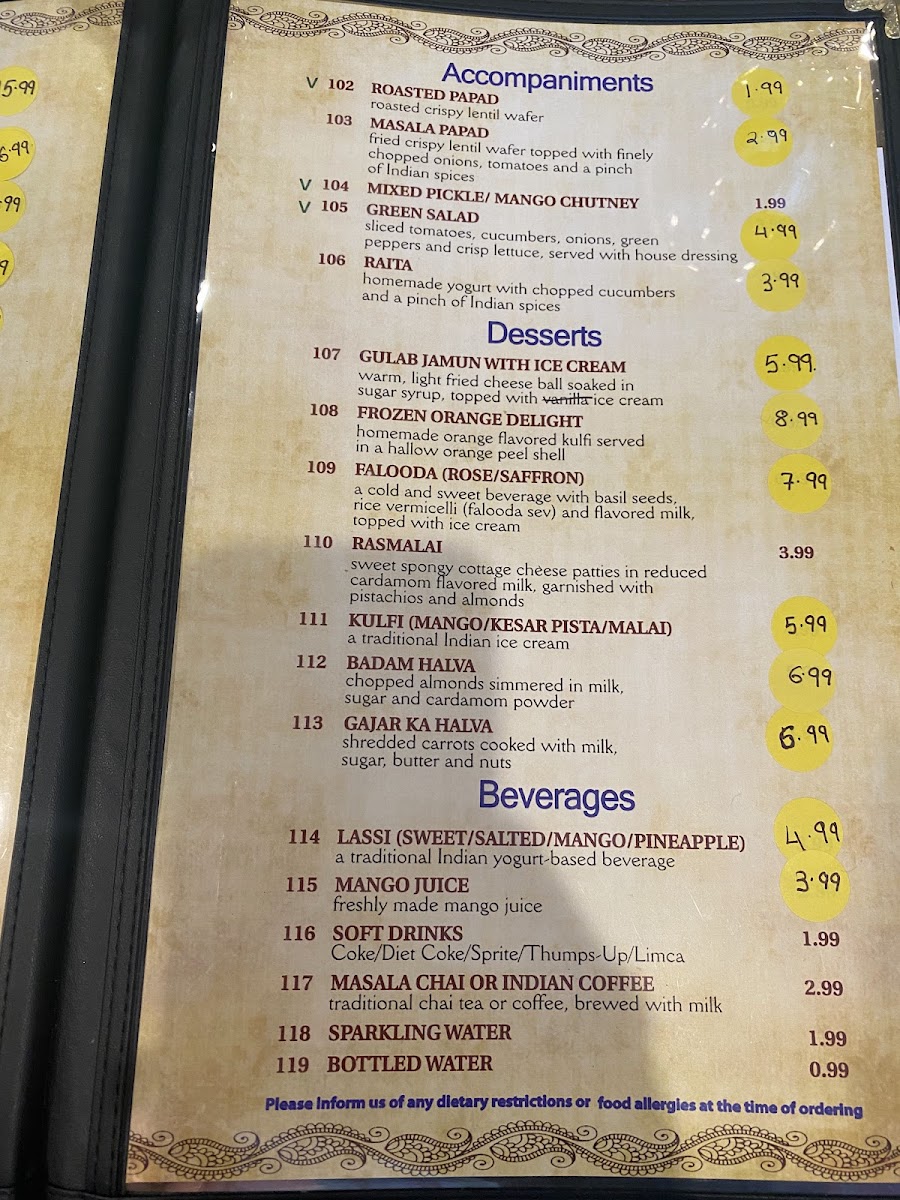 5.99
6.99
.99
9
Accompaniments
V 102 ROASTED PAPAD 1.99
roasted crispy lentil wafer
103 MASALA PAPAD 2.99
fried crispy lentil wafer topped with finely
chopped onions, tomatoes and a pinch
of Indian spices
V 104 MIXED PICKLE/ MANGO CHUTNEY 1.99
V 105 GREEN SALAD 4.99
sliced tomatoes, cucumbers, onions, green
peppers and crisp lettuce, served with house dressing
106 RAITA 3.99
homemade yogurt with chopped cucumbers
and a pinch of Indian spices
Desserts
107 GULAB JAMUN WITH ICE CREAM 5.99.
warm, light fried cheese ball soaked in
sugar syrup, topped with vanilla ice cream
108 FROZEN ORANGE DELIGHT 8.99
homemade orange flavored kulfi served
in a hallow orange peel shell
109 FALOODA (ROSE/SAFFRON) 7.99
a cold and sweet beverage with basil seeds,
rice vermicelli (falooda sev) and flavored milk,
topped with ice cream
110 RASMALAI 3.99
sweet spongy cottage cheese patties in reduced
cardamom flavored milk, garnished with
pistachios and almonds
111 KULFI (MANGO/KESAR PISTA/MALAI) 5.99
a traditional Indian ice cream
112 BADAM HALVA 6.99
chopped almonds simmered in milk,
sugar and cardamom powder
113 GAJAR KA HALVA 6.99
shredded carrots cooked with milk,
sugar, butter and nuts
Beverages
114 LASSI (SWEET/SALTED/MANGO/PINEAPPLE) 4.99
a traditional Indian yogurt-based beverage
115 MANGO JUICE 3.99
freshly made mango juice
116 SOFT DRINKS 1.99
Coke/Diet Coke/Sprite/Thumps-Up/Limca
117 MASALA CHAI OR INDIAN COFFEE 2.99
traditional chai tea or coffee, brewed with milk
118 SPARKLING WATER 1.99
119 BOTTLED WATER 0.99
Please inform us of any dietary restrictions or food allergies at the time of ordering